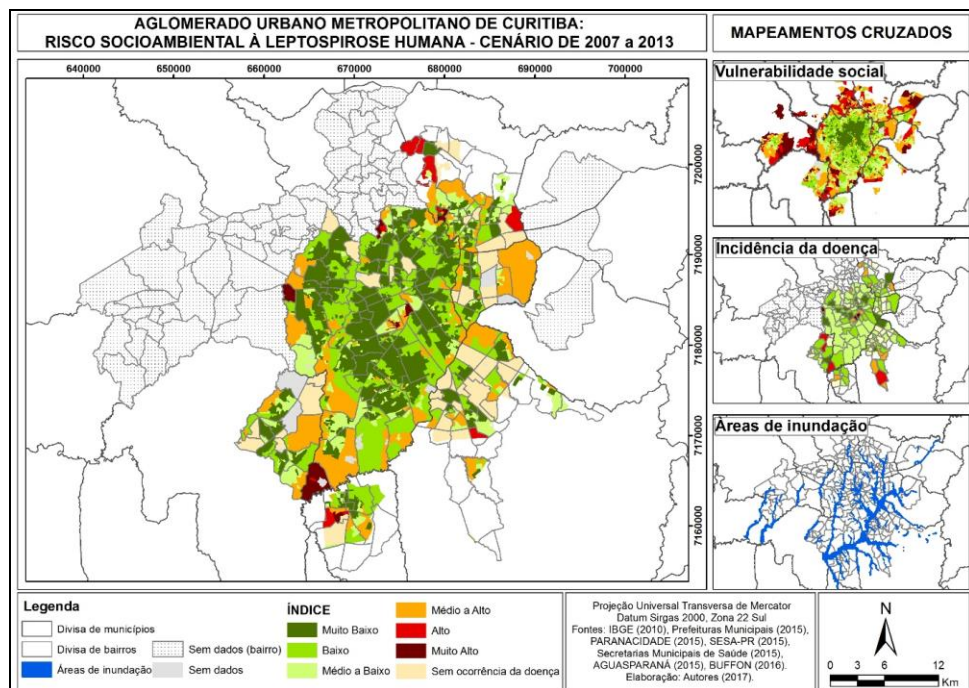 AGLOMERADO URBANO METROPOLITANO DE CURITIBA:
RISCO SOCIOAMBIENTAL À LEPTOSPIROSE HUMANA - CENÁRIO DE 2007 a 2013
MAPEAMENTOS CRUZADOS
640000 650000 660000 670000 680000 690000 700000
7200000
7190000
7180000
7170000
7160000
Vulnerabilidade social
Incidência da doença
Áreas de inundação
Legenda
Divisa de municípios
Divisa de bairros
Áreas de inundação
Sem dados (bairro)
Sem dados
ÍNDICE
Muito Baixo
Baixo
Médio a Baixo
Médio a Alto
Alto
Muito Alto
Sem ocorrência da doença
Projeção Universal Transversa de Mercator
Datum Sirgas 2000, Zona 22 Sul
Fontes: IBGE (2010), Prefeituras Municipais (2015),
PARANACIDADE (2015), SESA-PR (2015),
Secretarias Municipais de Saúde (2015),
AGUASPARANÁ (2015), BUFFON (2016).
Elaboração: Autores (2017).
N
0 3 6 12
Km